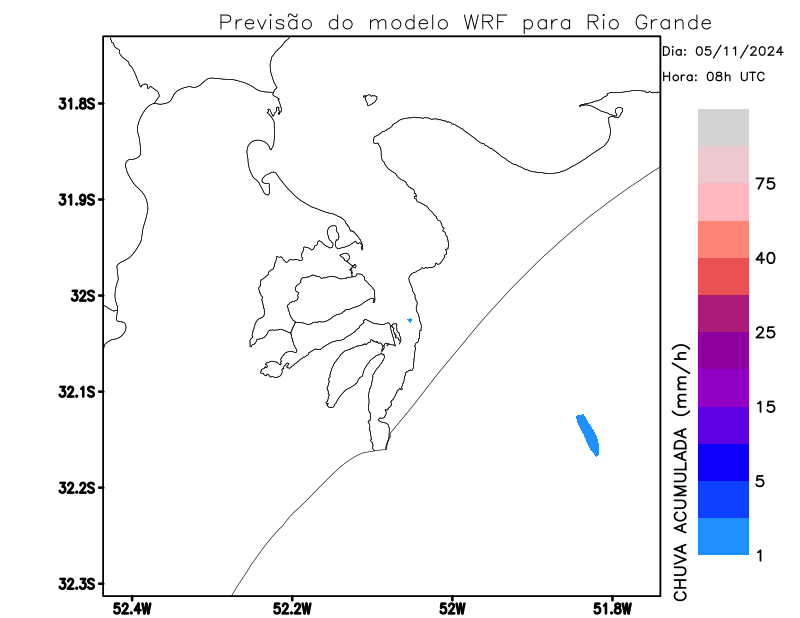 Previsão do modelo WRF para Rio Grande
Dia: 05/11/2024
Hora: 08h UTC
31.8S
31.9S
32S
32.1S
32.2S
32.3S
52.4W
52.2W
52W
51.8W
75
40
25
15
5
1
CHUVA ACUMULADA (mm/h)